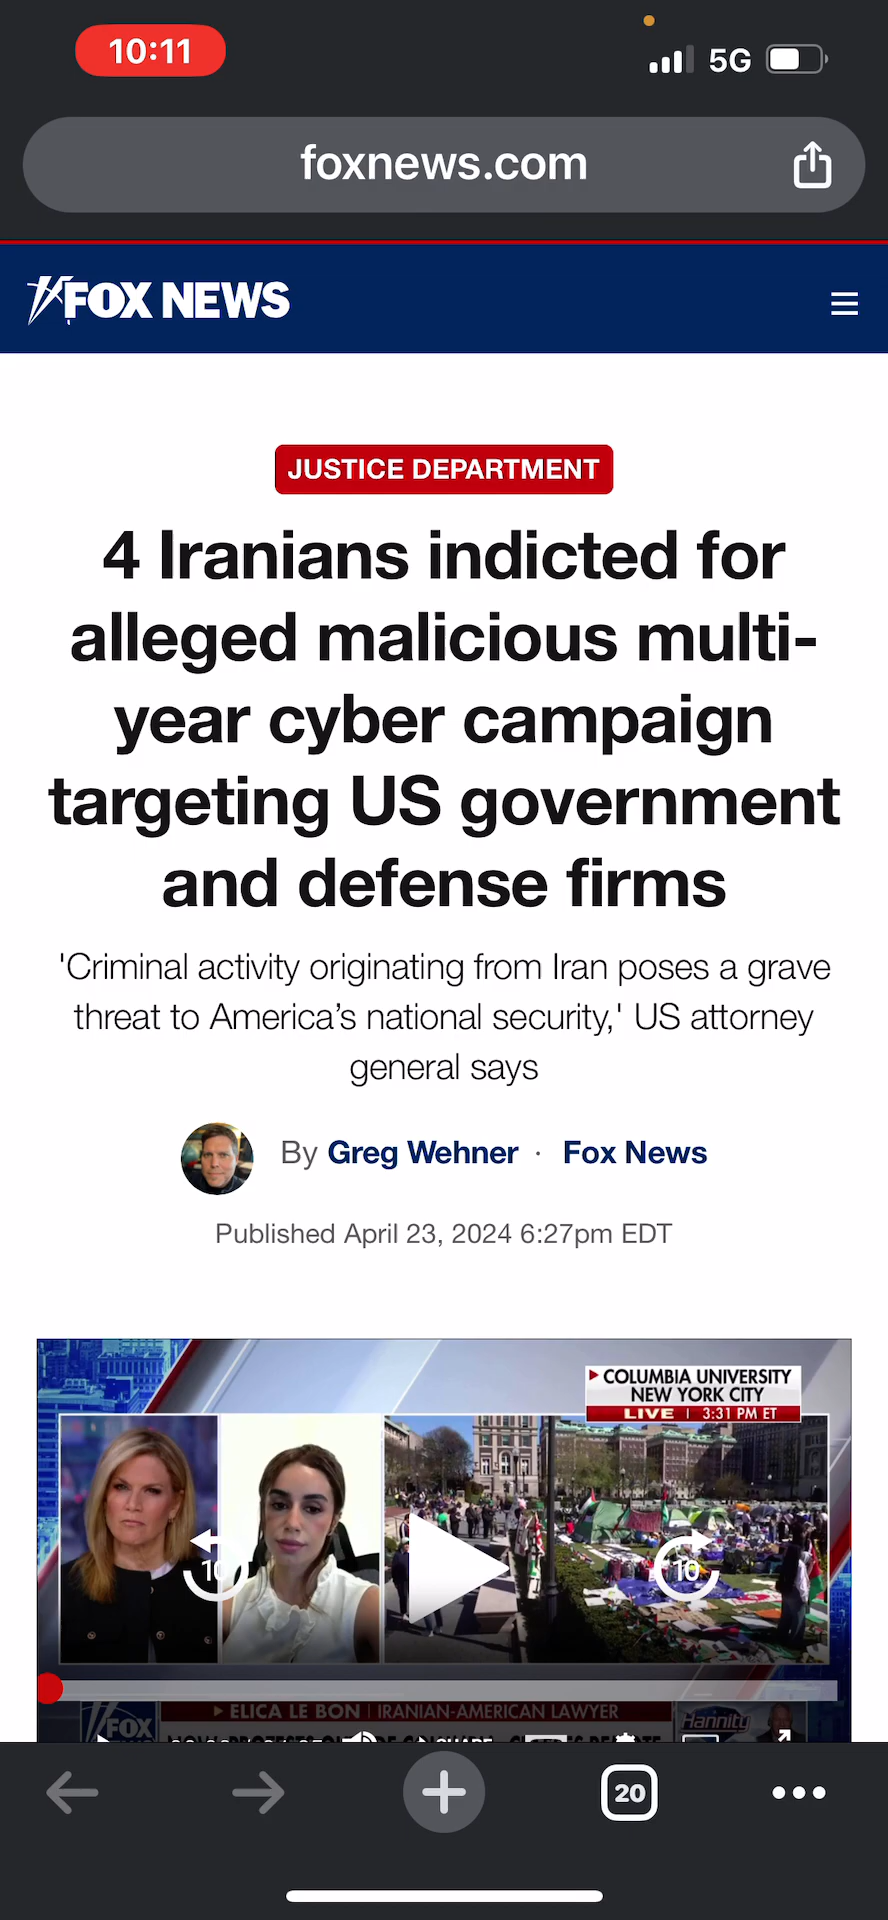 10:11
5G
foxnews.com
FOX NEWS
JUSTICE DEPARTMENT
4 Iranians indicted for
alleged malicious multi-
year cyber campaign
targeting US government
and defense firms
'Criminal activity originating from Iran poses a grave
threat to America’s national security,' US attorney
general says
By Greg Wehner · Fox News
Published April 23, 2024 6:27pm EDT
COLUMBIA UNIVERSITY
NEW YORK CITY
LIVE | 3:31 PM ET
10
10
ELICA LE BON | IRANIAN-AMERICAN LAWYER
FOX
Hannity
20